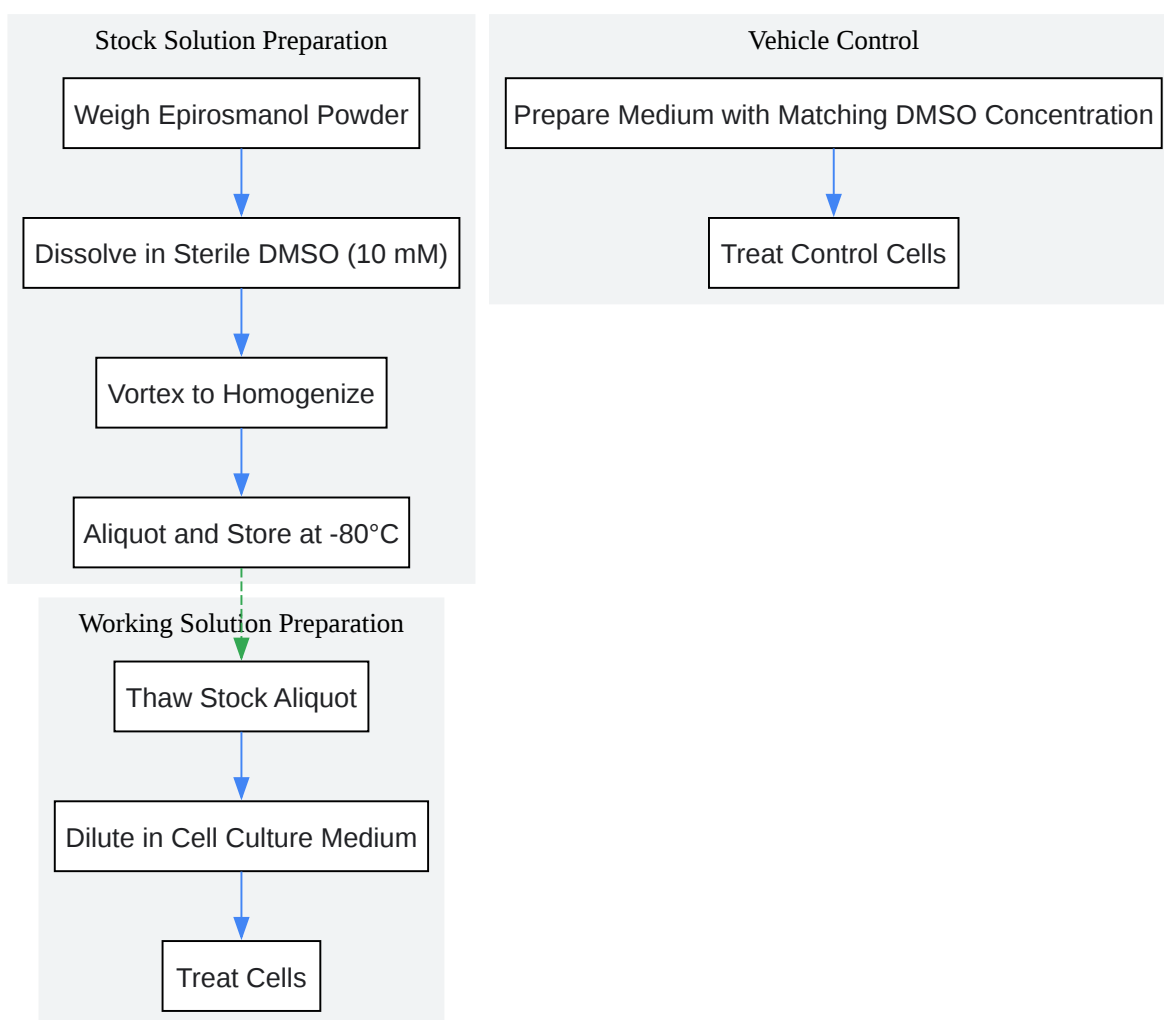 Stock Solution Preparation
Weigh Epirosmanol Powder
Dissolve in Sterile DMSO (10 mM)
Vortex to Homogenize
Aliquot and Store at -80°C
Working Solution Preparation
Thaw Stock Aliquot
Dilute in Cell Culture Medium
Treat Cells
Vehicle Control
Prepare Medium with Matching DMSO Concentration
Treat Control Cells